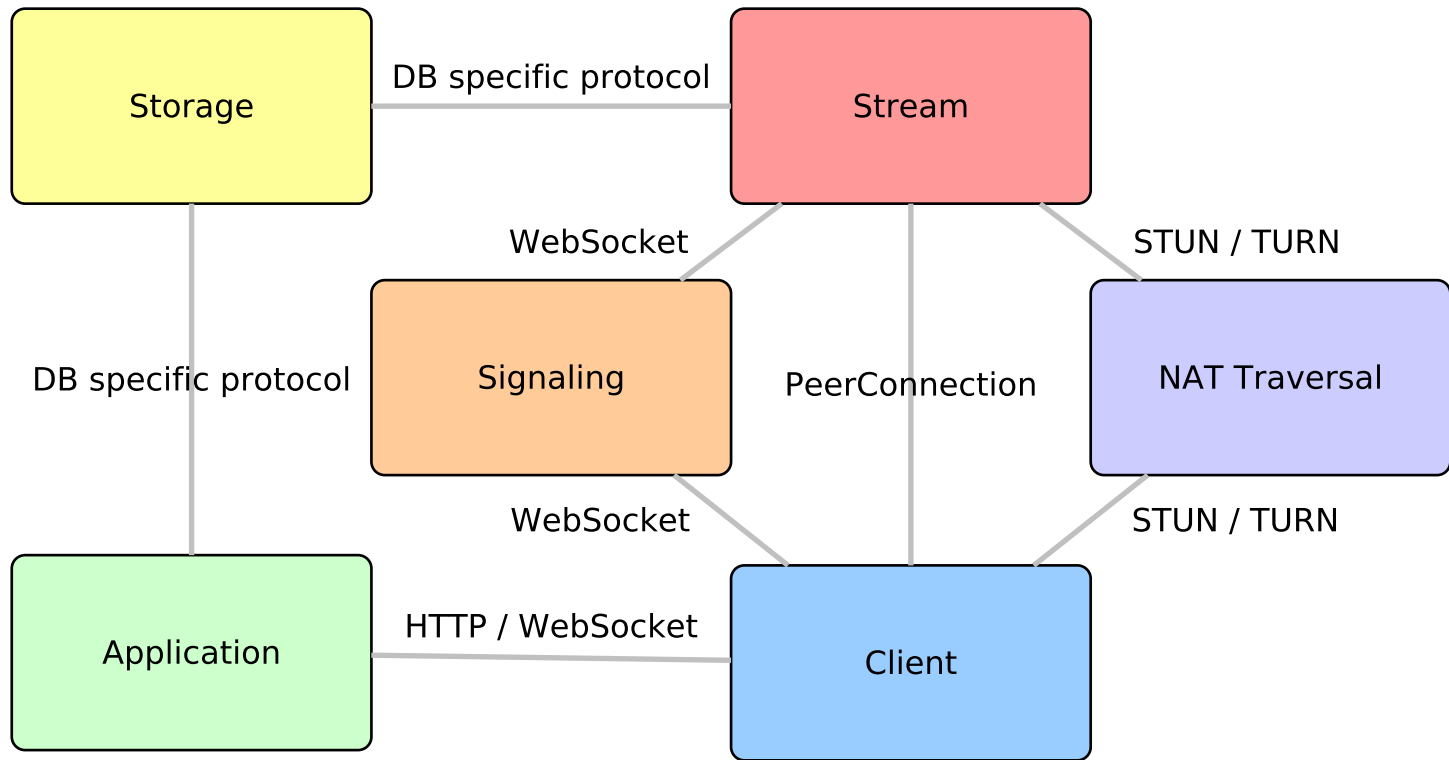 Storage
DB specific protocol
Stream
WebSocket
STUN / TURN
DB specific protocol
Signaling
PeerConnection
NAT Traversal
WebSocket
STUN / TURN
Application
HTTP / WebSocket
Client